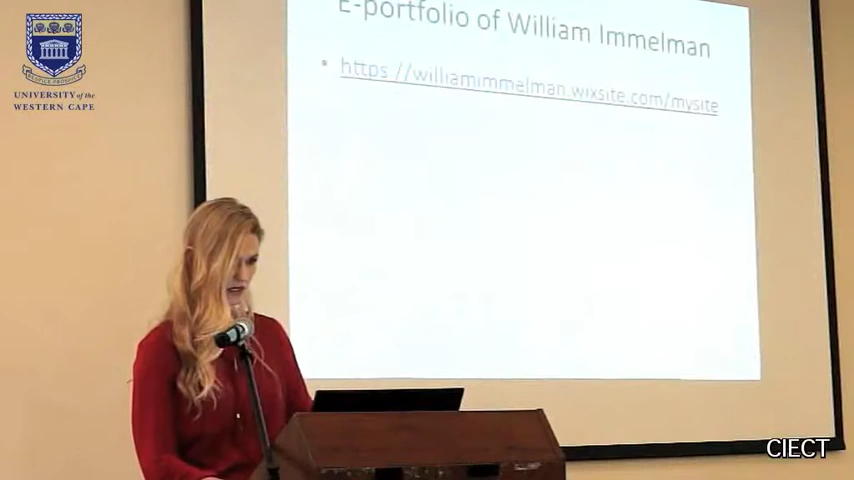 UNIVERSITY of the
WESTERN CAPE
E-portfolio of William Immelman
• https ://williamimmelman.wixsite.com/mysite
CIECT